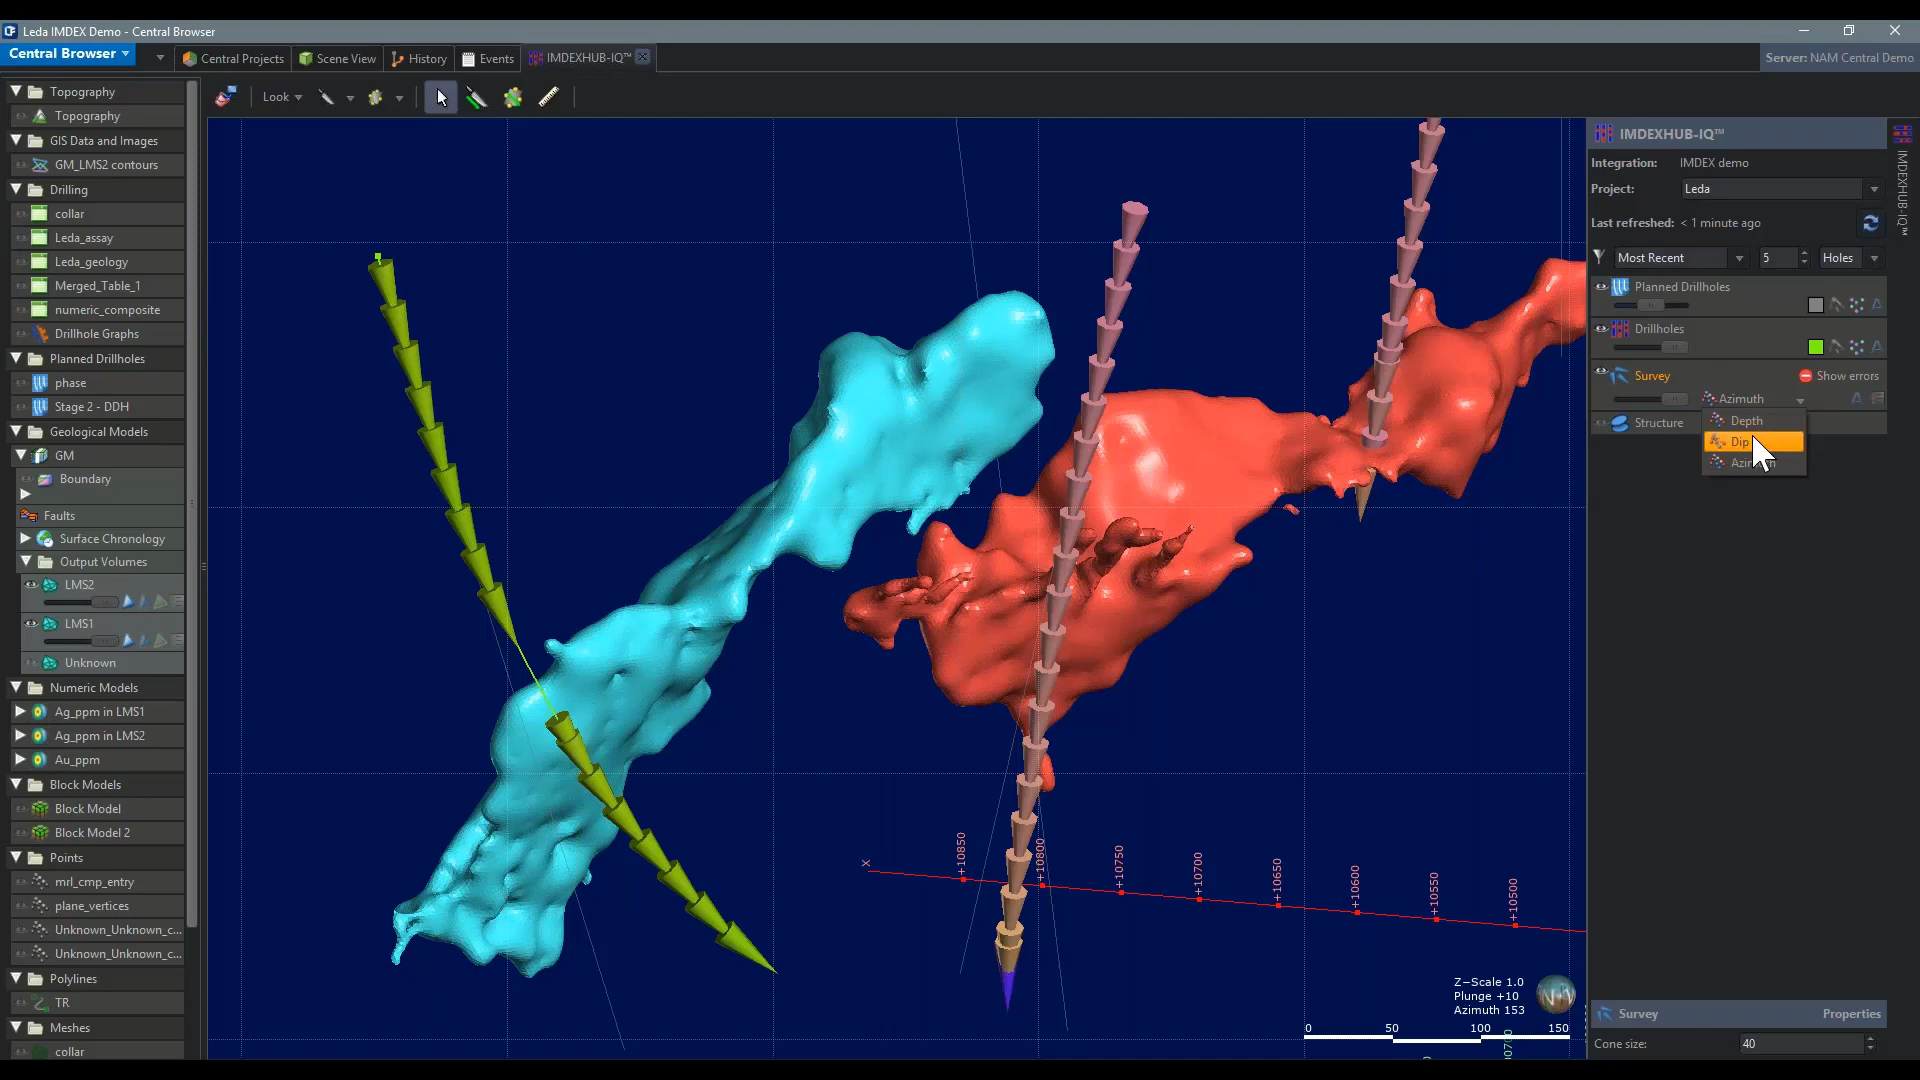 Leda IMDEX Demo - Central Browser
Central Browser
Central Projects
Scene View
History
Events
IMDEXHUB-IQ™
Server: NAM Central Demo
Look
Topography
Topography
GIS Data and Images
GM_LMS2 contours
Drilling
collar
Leda_assay
Leda_geology
Merged_Table_1
numeric_composite
Drillhole Graphs
Planned Drillholes
phase
Stage 2 - DDH
Geological Models
GM
Boundary
Faults
Surface Chronology
Output Volumes
LMS2
LMS1
Unknown
Numeric Models
Ag_ppm in LMS1
Ag_ppm in LMS2
Au_ppm
Block Models
Block Model
Block Model 2
Points
mrl_cmp_entry
plane_vertices
Unknown_Unknown_c...
Unknown_Unknown_c...
Polylines
TR
Meshes
collar
X
+10850
+10800
+10750
+10700
+10650
+10600
+10550
+10500
Z-Scale 1.0
Plunge +10
Azimuth 153
0
50
100
150
IMDEXHUB-IQ™
IMDEXHUB-IQ™
Integration: IMDEX demo
Project: Leda
Last refreshed: < 1 minute ago
Most Recent
5
Holes
Planned Drillholes
Drillholes
Survey
Show errors
Azimuth
Depth
Dip
Structure
Survey
Properties
Cone size: 40